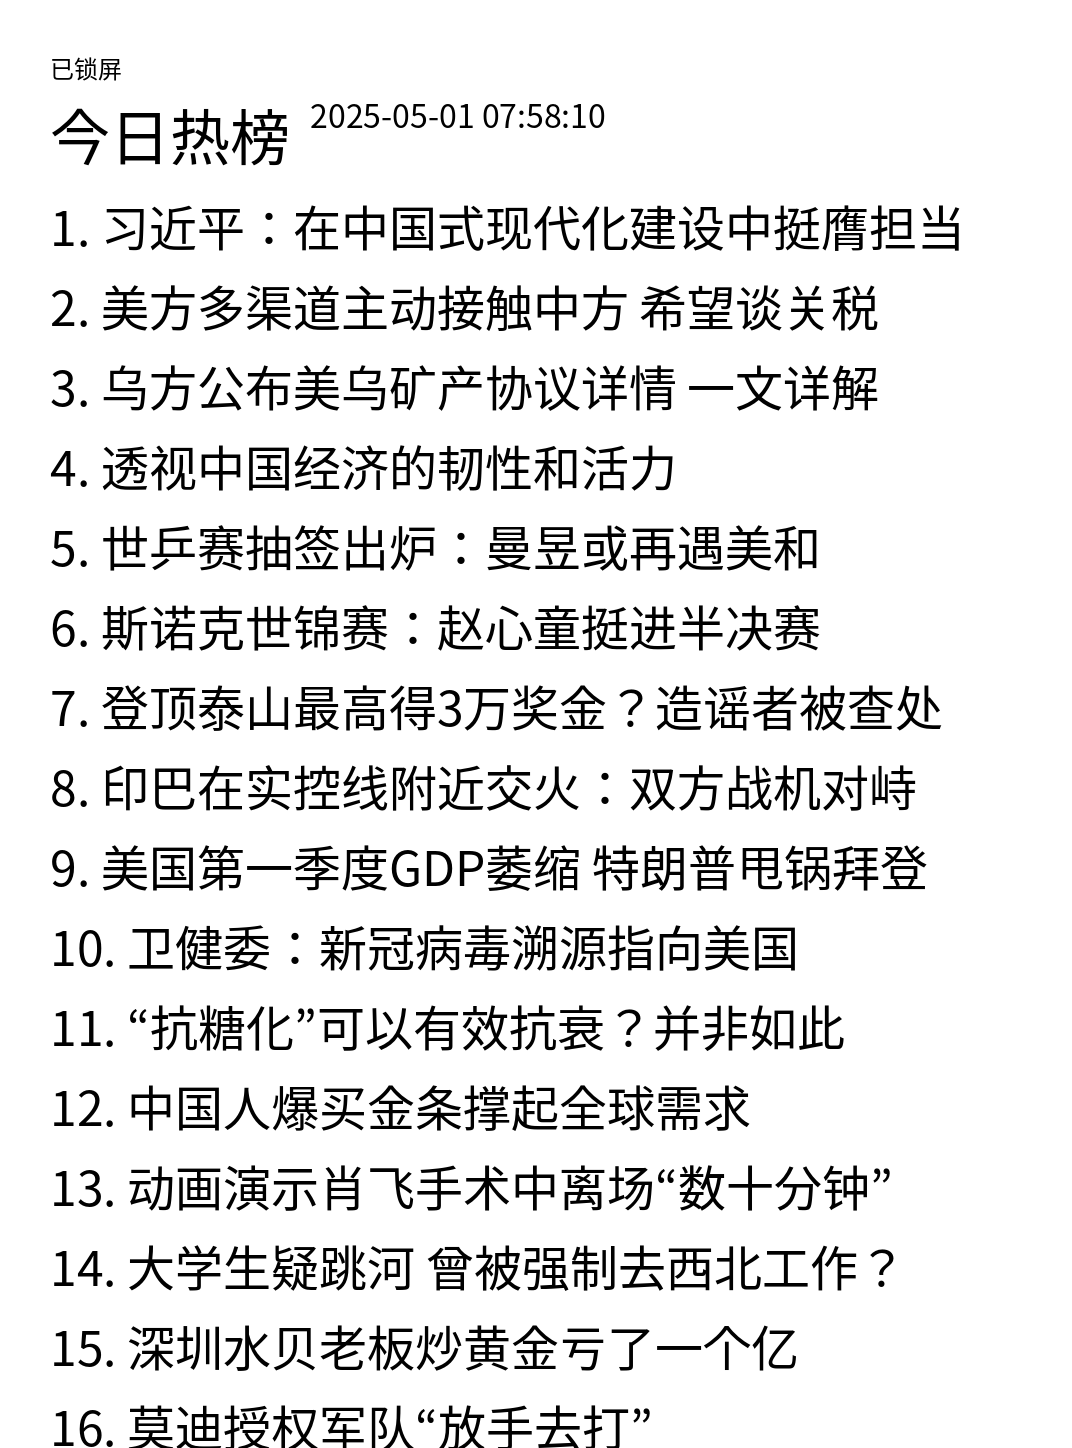 已锁屏
今日热榜 2025-05-01 07:58:10
1. 习近平：在中国式现代化建设中挺膺担当
2. 美方多渠道主动接触中方 希望谈关税
3. 乌方公布美乌矿产协议详情 一文详解
4. 透视中国经济的韧性和活力
5. 世乒赛抽签出炉：曼昱或再遇美和
6. 斯诺克世锦赛：赵心童挺进半决赛
7. 登顶泰山最高得3万奖金？造谣者被查处
8. 印巴在实控线附近交火：双方战机对峙
9. 美国第一季度GDP萎缩 特朗普甩锅拜登
10. 卫健委：新冠病毒溯源指向美国
11. “抗糖化”可以有效抗衰？并非如此
12. 中国人爆买金条撑起全球需求
13. 动画演示肖飞手术中离场“数十分钟”
14. 大学生疑跳河 曾被强制去西北工作？
15. 深圳水贝老板炒黄金亏了一个亿
16. 莫迪授权军队“放手去打”